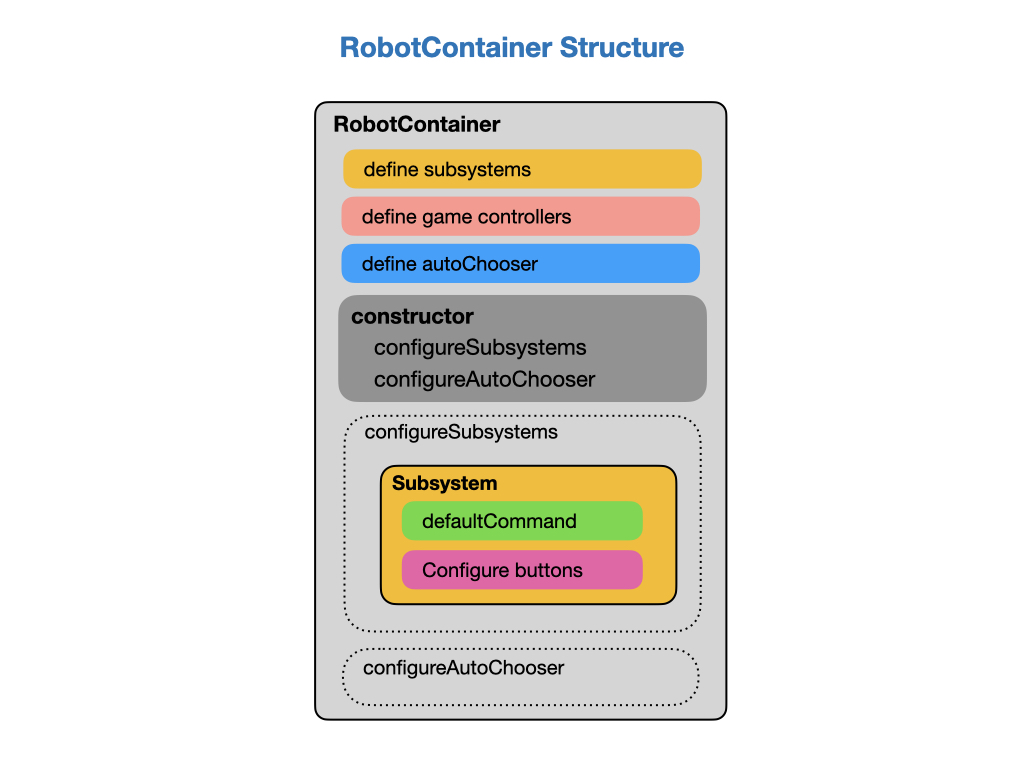 RobotContainer Structure
RobotContainer
define subsystems
define game controllers
define autoChooser
constructor
configureSubsystems
configureAutoChooser
configureSubsystems
Subsystem
defaultCommand
Configure buttons
configureAutoChooser